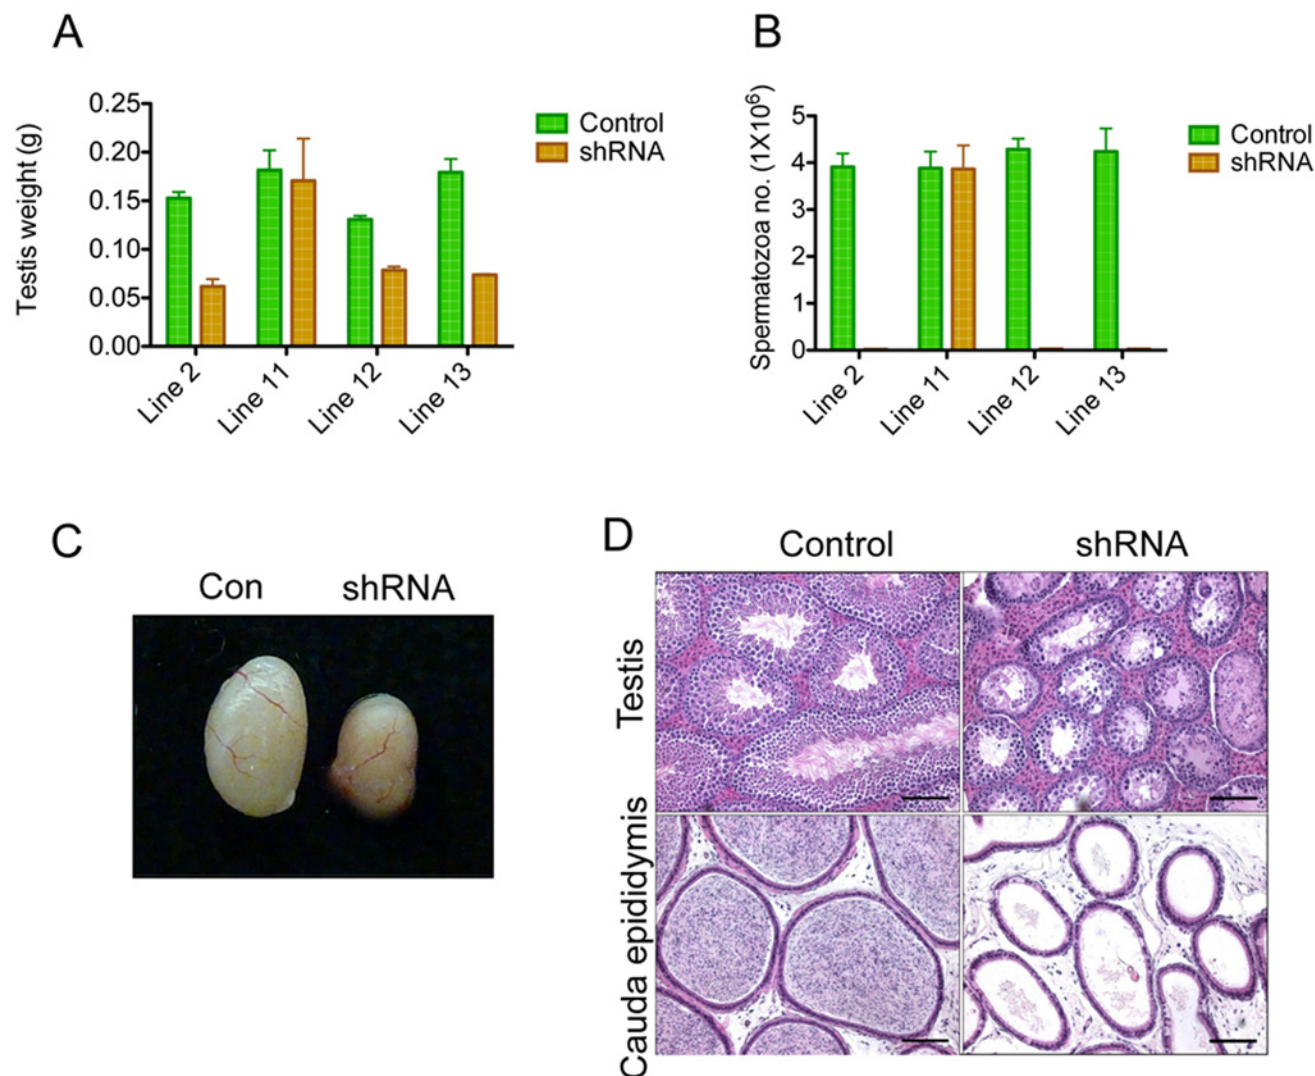 A
Testis weight (g)
0.25
0.20
0.15
0.10
0.05
0.00
Line 2
Line 11
Line 12
Line 13
Control
shRNA
B
Spermatozoa no. (1X10⁶)
5
4
3
2
1
0
Line 2
Line 11
Line 12
Line 13
Control
shRNA
C
Con shRNA
D
Control shRNA
Testis
Cauda epididymis